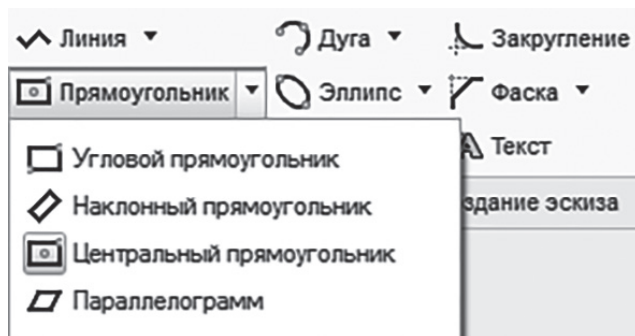 Линия Дуга Закругление
Прямоугольник Эллипс Фаска
Угловой прямоугольник Текст
Наклонный прямоугольник здание эскиза
Центральный прямоугольник
Параллелограмм